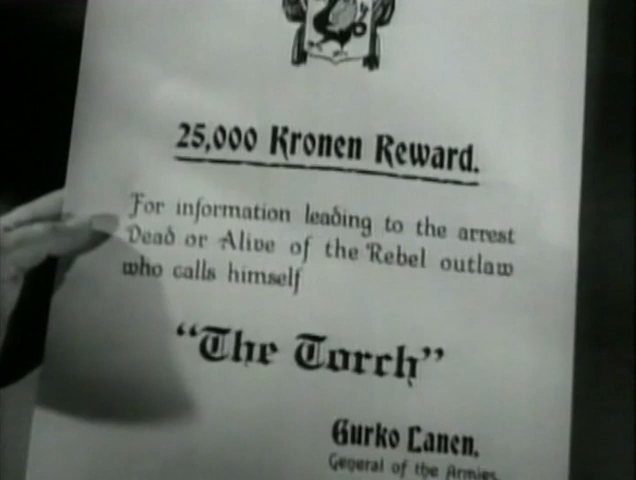 25,000 Kronen Reward.
For information leading to the arrest
Dead or Alive of the Rebel outlaw
who calls himself
"The Torch"
Gurko Lanen.
General of the Armies